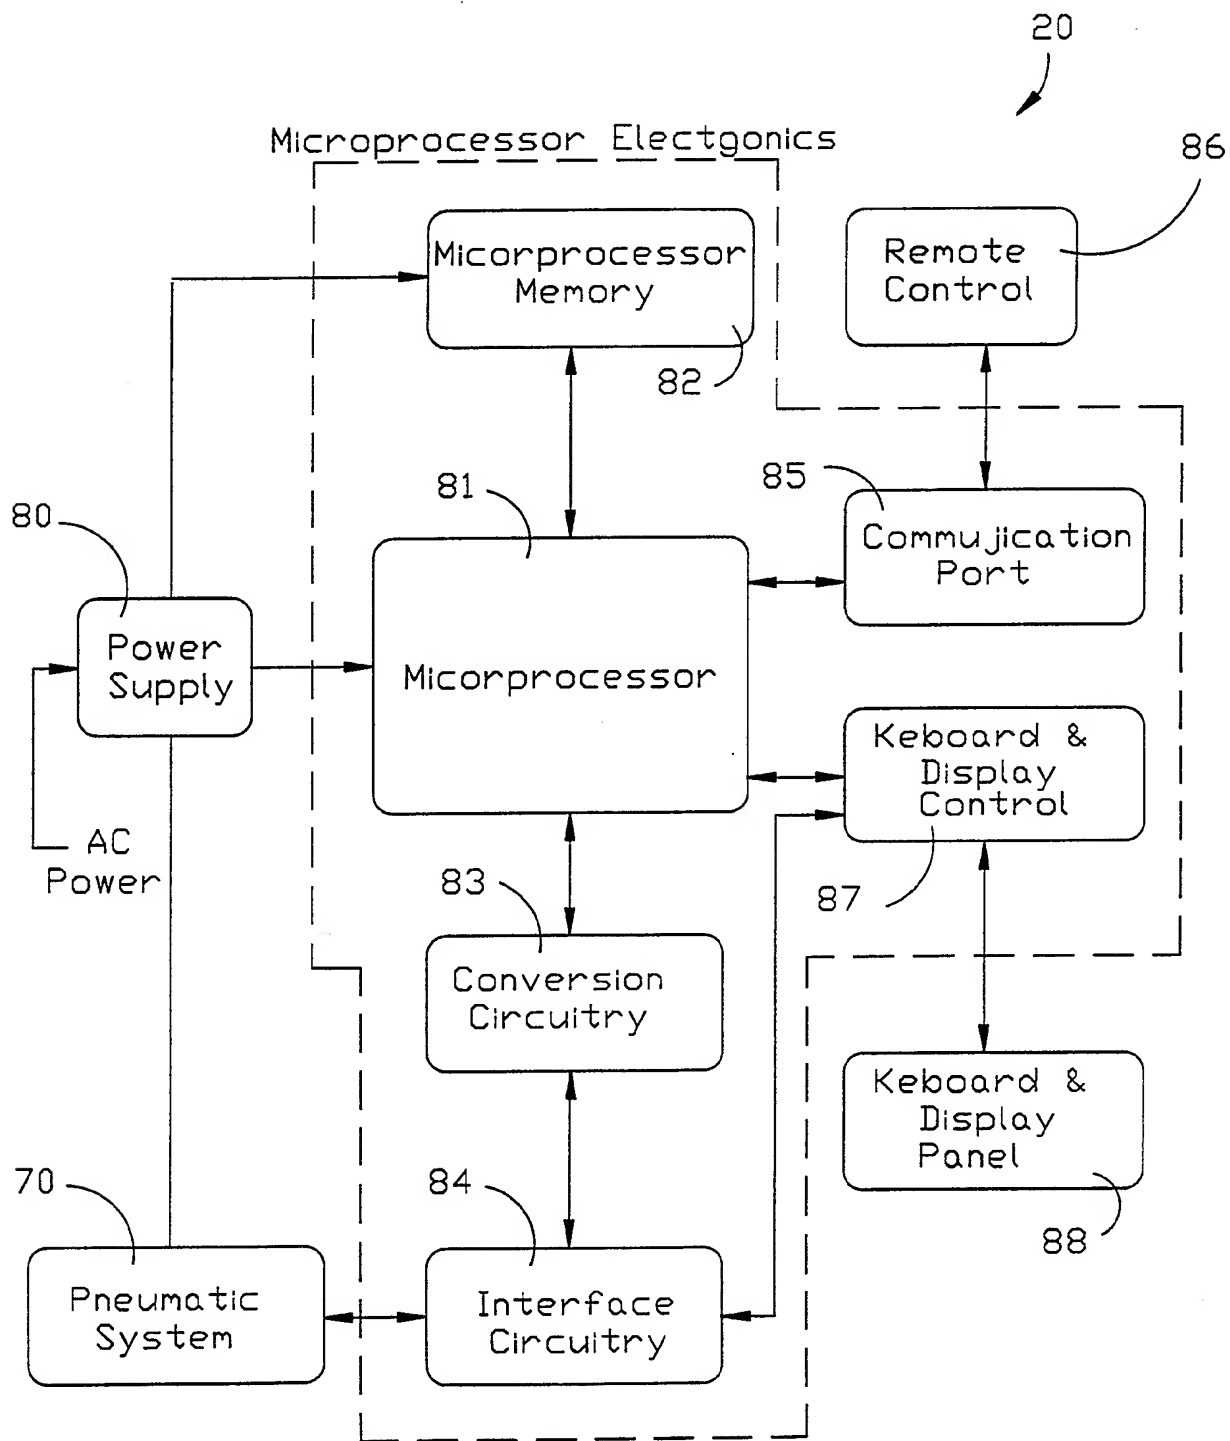 20
Microprocessor Electgonics
86
Micorprocessor
Memory
82
Remote
Control
81
85
80
Commujication
Port
Power
Supply
Micorprocessor
Keboard &
Display
Control
AC
Power
83
87
Conversion
Circuitry
Keboard &
Display
Panel
70
84
88
Pneumatic
System
Interface
Circuitry